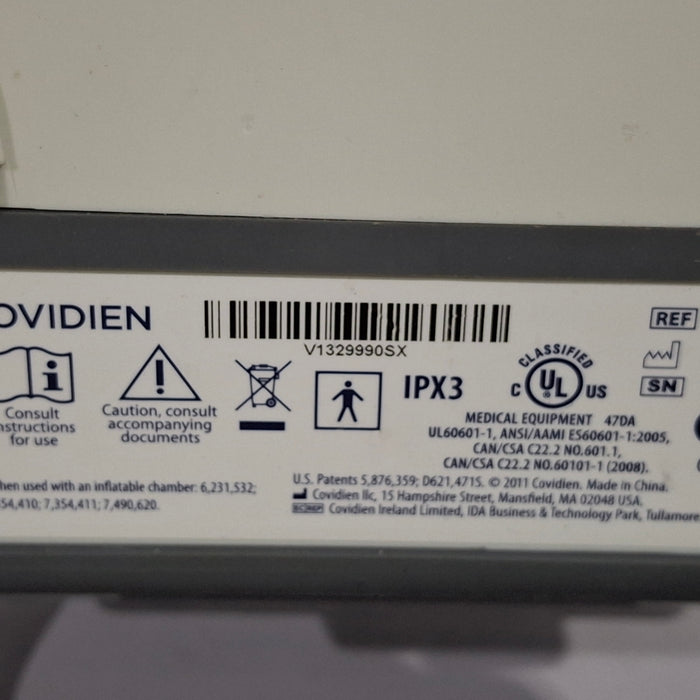 OVIDIEN
V1329990SX
REF
SN
i
Consult
nstructions
for use
!
Caution, consult
accompanying
documents
IPX3
CLASSIFIED
C UL US
MEDICAL EQUIPMENT 47DA
UL60601-1, ANSI/AAMI ES60601-1:2005,
CAN/CSA C22.2 NO.601.1,
CAN/CSA C22.2 NO.60101-1 (2008).
hen used with an inflatable chamber: 6,231,532;
54,410; 7,354,411; 7,490,620.
U.S. Patents 5,876,359; D621,471S. © 2011 Covidien. Made in China.
Covidien llc, 15 Hampshire Street, Mansfield, MA 02048 USA.
EC REP Covidien Ireland Limited, IDA Business & Technology Park, Tullamore